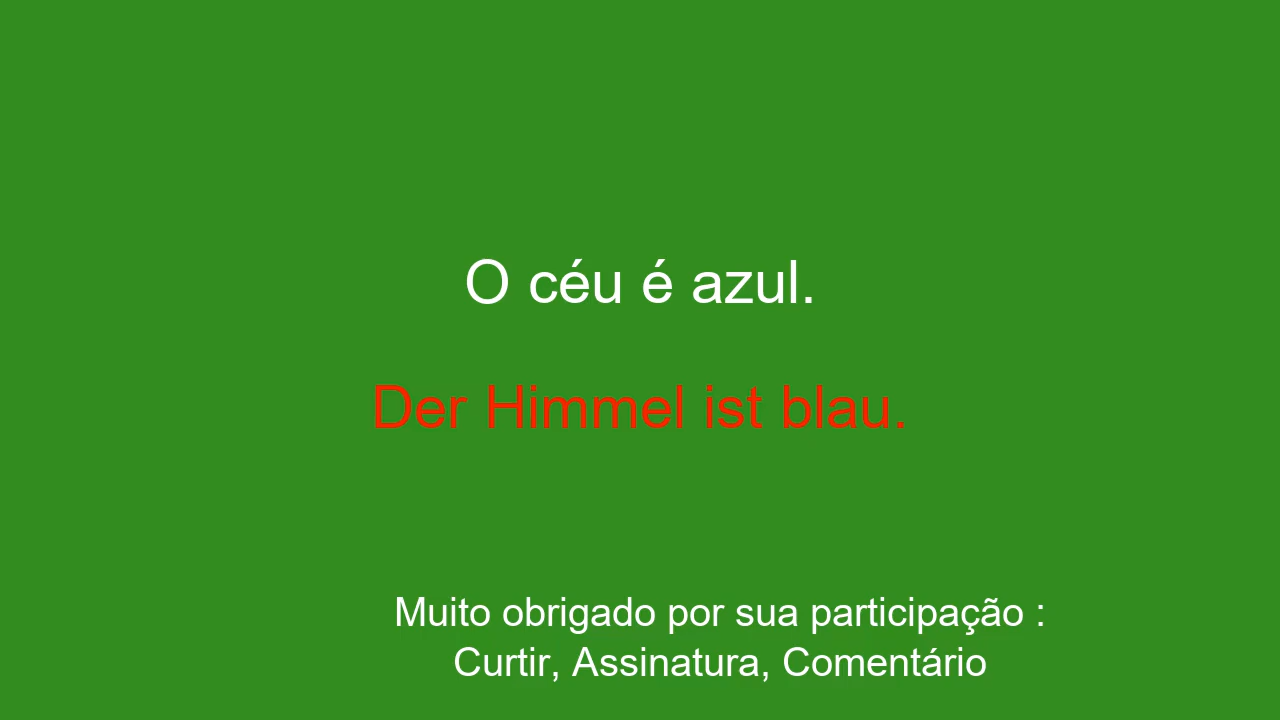 O céu é azul.
Der Himmel ist blau.
Muito obrigado por sua participação :
Curtir, Assinatura, Comentário